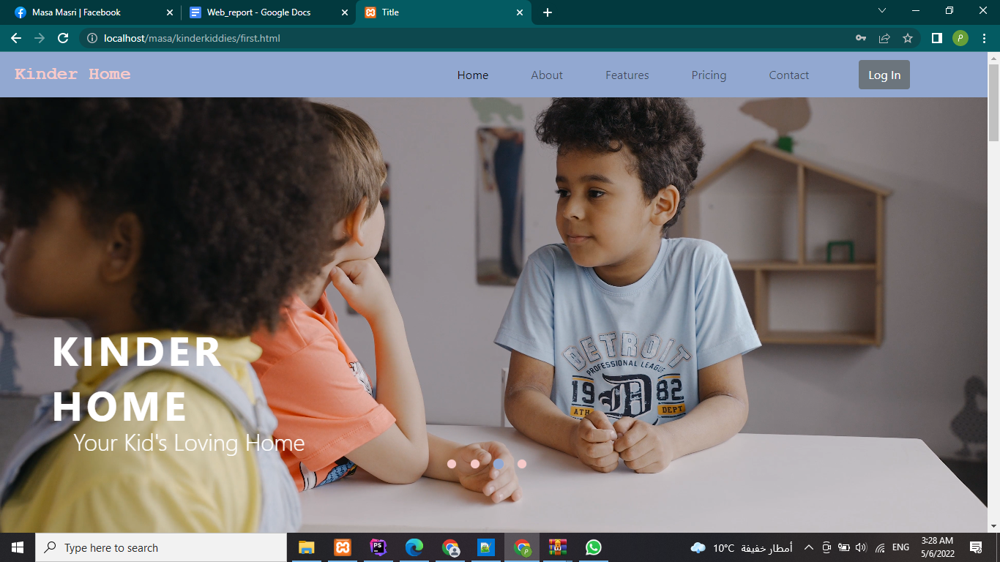 Masa Masri | Facebook
Web_report - Google Docs
Title
localhost/masa/kinderkiddies/first.html
Kinder Home
Home
About
Features
Pricing
Contact
Log In
DETROIT
PROFESSIONAL LEAGUE
19 D 82
ATH DEPT
KINDER
HOME
Your Kid's Loving Home
Type here to search
PS
10°C أمطار خفيفة
ENG
3:28 AM
5/6/2022